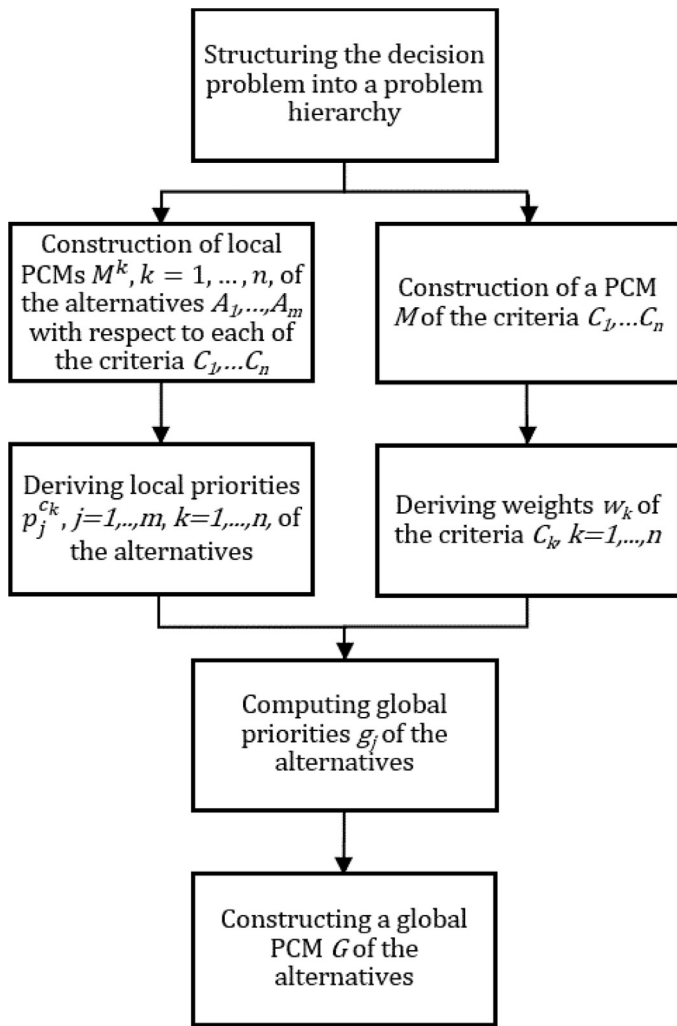 Structuring the decision
problem into a problem
hierarchy
Construction of local
PCMs M^k, k = 1, … , n, of
the alternatives A_1,…,A_m
with respect to each of
the criteria C_1,…C_n
Construction of a PCM
M of the criteria C_1,…C_n
Deriving local priorities
p_j^{c_k}, j=1,..,m, k=1,…,n, of
the alternatives
Deriving weights w_k of
the criteria C_k, k=1,…,n
Computing global
priorities g_j of the
alternatives
Constructing a global
PCM G of the
alternatives